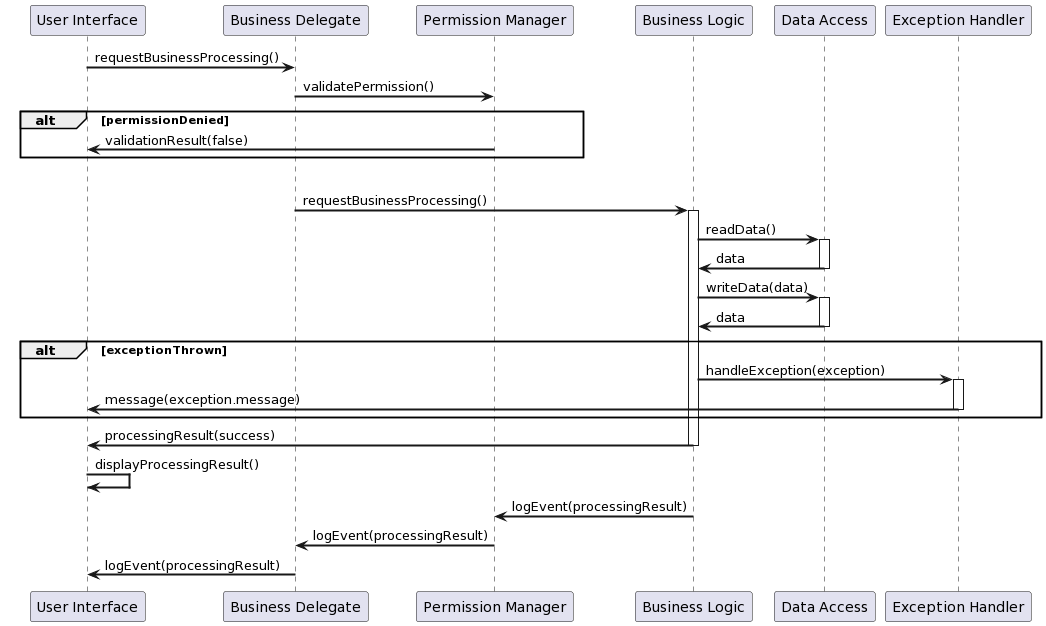 User Interface Business Delegate Permission Manager Business Logic Data Access Exception Handler
requestBusinessProcessing()
validatePermission()
alt [permissionDenied]
validationResult(false)
requestBusinessProcessing()
readData()
data
writeData(data)
data
alt [exceptionThrown]
handleException(exception)
message(exception.message)
processingResult(success)
displayProcessingResult()
logEvent(processingResult)
logEvent(processingResult)
logEvent(processingResult)
User Interface Business Delegate Permission Manager Business Logic Data Access Exception Handler